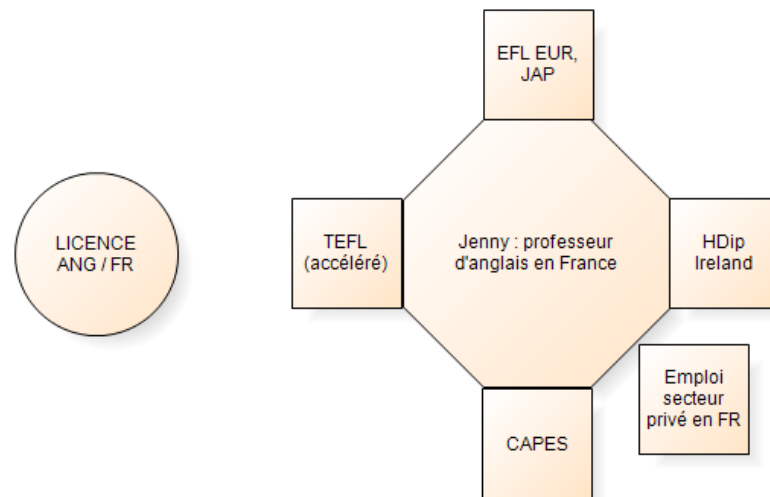 EFL EUR,
JAP
LICENCE
ANG / FR
TEFL
(accéléré)
Jenny : professeur
d'anglais en France
HDip
Ireland
Emploi
secteur
privé en FR
CAPES